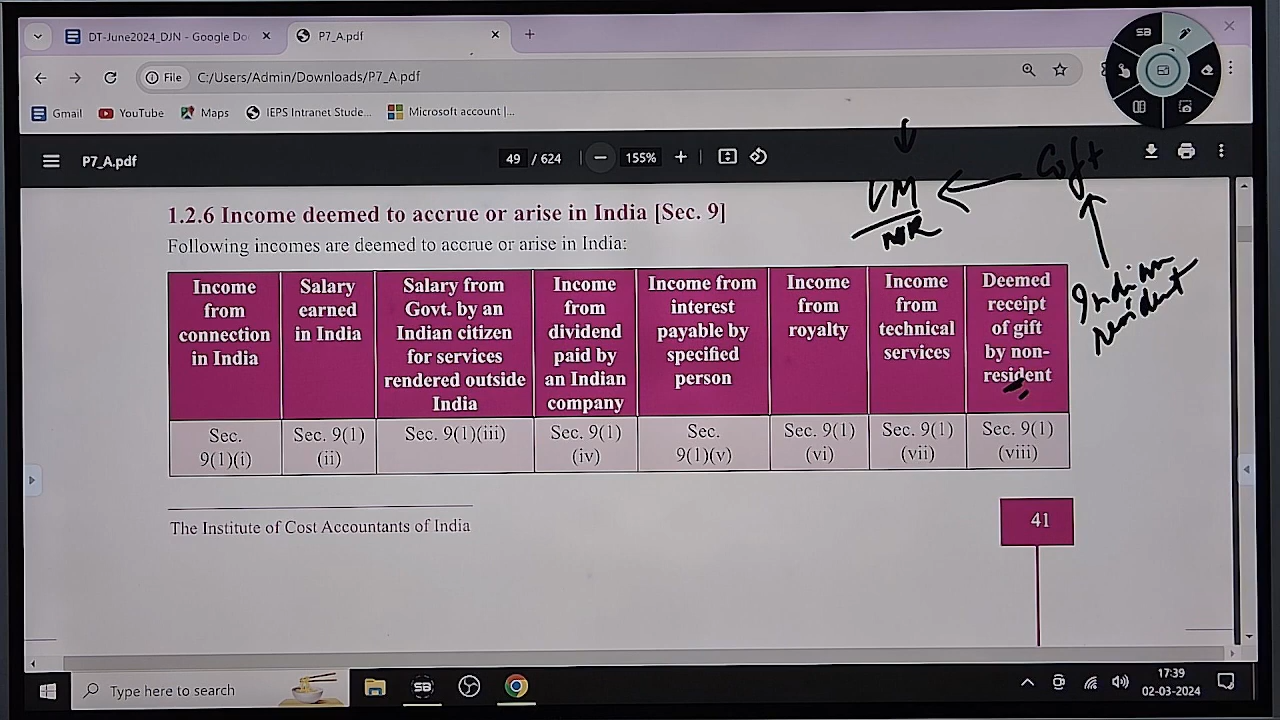 DT-June2024_DJN - Google Do
P7_A.pdf
File C:/Users/Admin/Downloads/P7_A.pdf
SB
Gmail YouTube Maps IEPS Intranet Stude... Microsoft account |...
P7_A.pdf 49 / 624 155%
Gift
Indian
resident
NR
1.2.6 Income deemed to accrue or arise in India [Sec. 9]
Following incomes are deemed to accrue or arise in India:
Income from connection in India
Salary earned in India
Salary from Govt. by an Indian citizen for services rendered outside India
Income from dividend paid by an Indian company
Income from interest payable by specified person
Income from royalty
Income from technical services
Deemed receipt of gift by non-resident
Sec. 9(1)(i)
Sec. 9(1)(ii)
Sec. 9(1)(iii)
Sec. 9(1)(iv)
Sec. 9(1)(v)
Sec. 9(1)(vi)
Sec. 9(1)(vii)
Sec. 9(1)(viii)
The Institute of Cost Accountants of India
41
Type here to search
SB
17:39
02-03-2024